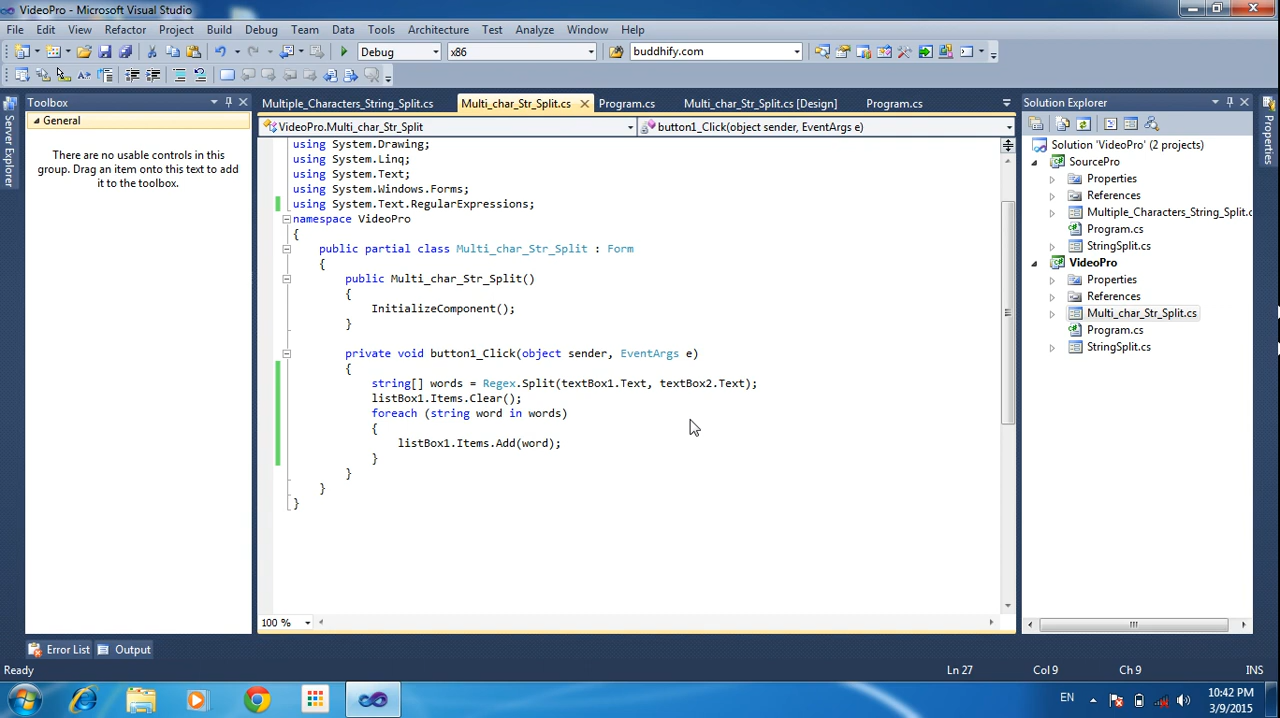 VideoPro - Microsoft Visual Studio
File Edit View Refactor Project Build Debug Team Data Tools Architecture Test Analyze Window Help
Debug x86 buddhify.com
Toolbox
General
There are no usable controls in this
group. Drag an item onto this text to add
it to the toolbox.
Server Explorer
Multiple_Characters_String_Split.cs Multi_char_Str_Split.cs Program.cs Multi_char_Str_Split.cs [Design] Program.cs
VideoPro.Multi_char_Str_Split button1_Click(object sender, EventArgs e)
using System.Drawing;
using System.Linq;
using System.Text;
using System.Windows.Forms;
using System.Text.RegularExpressions;
namespace VideoPro
{
public partial class Multi_char_Str_Split : Form
{
public Multi_char_Str_Split()
{
InitializeComponent();
}
private void button1_Click(object sender, EventArgs e)
{
string[] words = Regex.Split(textBox1.Text, textBox2.Text);
listBox1.Items.Clear();
foreach (string word in words)
{
listBox1.Items.Add(word);
}
}
}
}
100 %
Solution Explorer
Solution 'VideoPro' (2 projects)
SourcePro
Properties
References
Multiple_Characters_String_Split.c
Program.cs
StringSplit.cs
VideoPro
Properties
References
Multi_char_Str_Split.cs
Program.cs
StringSplit.cs
Properties
Error List Output
Ready Ln 27 Col 9 Ch 9 INS
EN 10:42 PM
3/9/2015